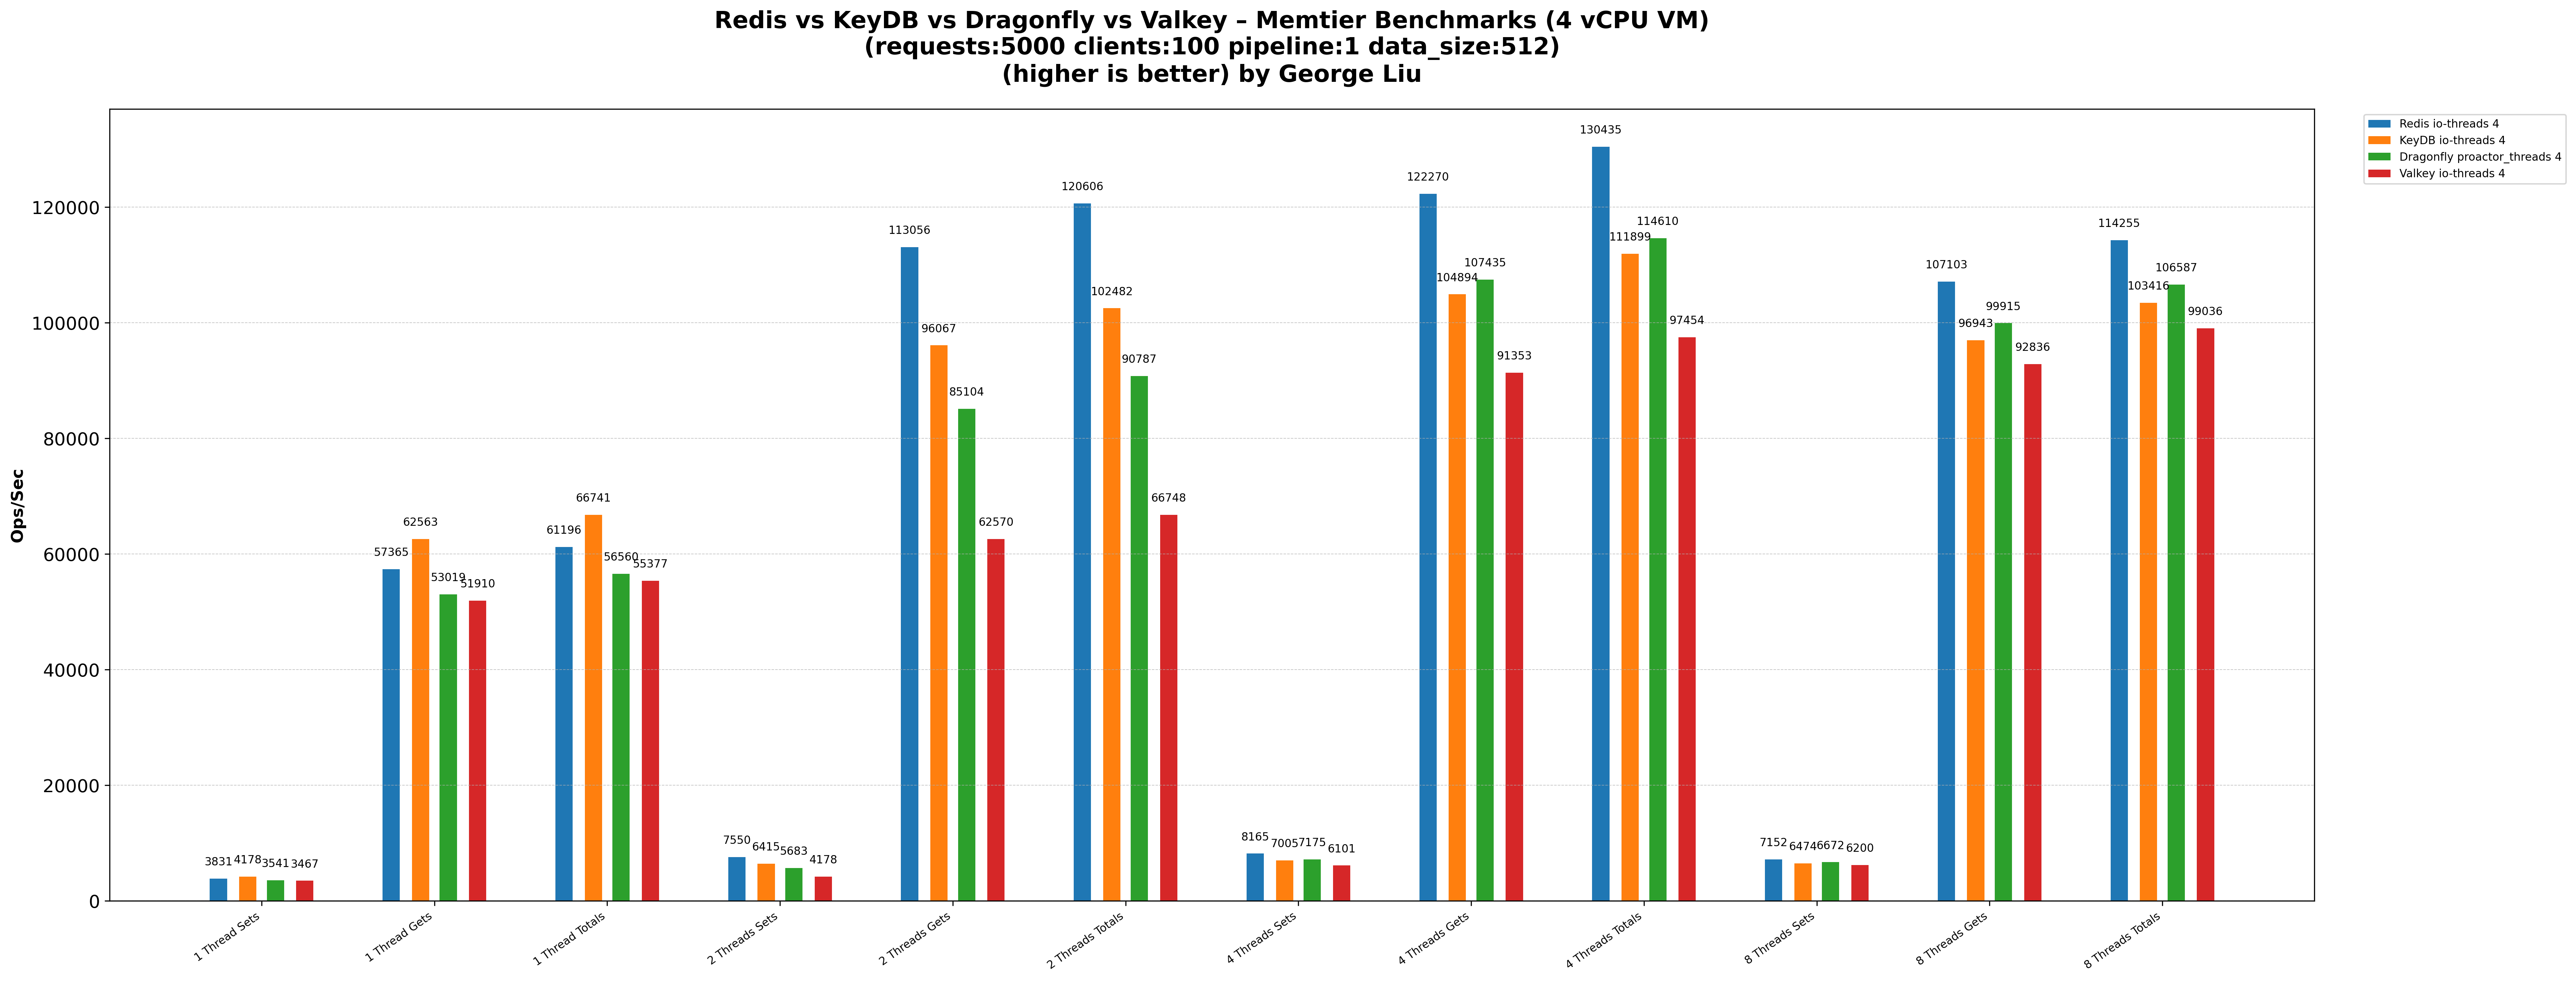 Redis vs KeyDB vs Dragonfly vs Valkey – Memtier Benchmarks (4 vCPU VM)
(requests:5000 clients:100 pipeline:1 data_size:512)
(higher is better) by George Liu
Redis io-threads 4
KeyDB io-threads 4
Dragonfly proactor_threads 4
Valkey io-threads 4
Ops/Sec
120000
100000
80000
60000
40000
20000
0
3831 4178 3541 3467
57365 62563 53019 51910
61196 66741 56560 55377
7550 6415 5683 4178
113056 96067 85104 62570
120606 102482 90787 66748
8165 7005 7175 6101
122270 104894 107435 91353
130435 111899 114610 97454
7152 6474 6672 6200
107103 96943 99915 92836
114255 103416 106587 99036
1 Thread Sets
1 Thread Gets
1 Thread Totals
2 Threads Sets
2 Threads Gets
2 Threads Totals
4 Threads Sets
4 Threads Gets
4 Threads Totals
8 Threads Sets
8 Threads Gets
8 Threads Totals